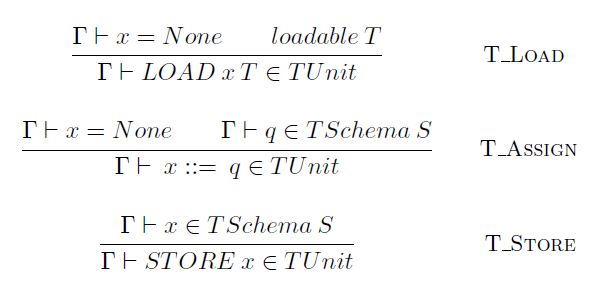 Γ ⊢ x = None loadable T
Γ ⊢ LOAD x T ∈ TUnit
T_LOAD
Γ ⊢ x = None Γ ⊢ q ∈ TSchema S
Γ ⊢ x ::= q ∈ TUnit
T_ASSIGN
Γ ⊢ x ∈ TSchema S
Γ ⊢ STORE x ∈ TUnit
T_STORE